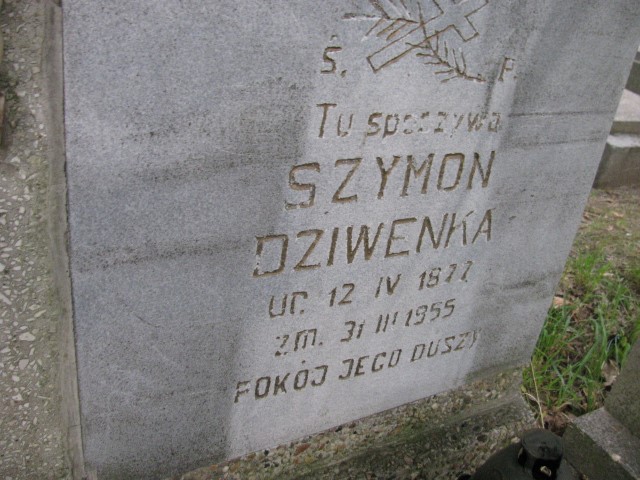 Ś. P.
Tu spoczywa
SZYMON
DZIWENKA
ur. 12 IV 1877
zm. 31 III 1955
POKÓJ JEGO DUSZY